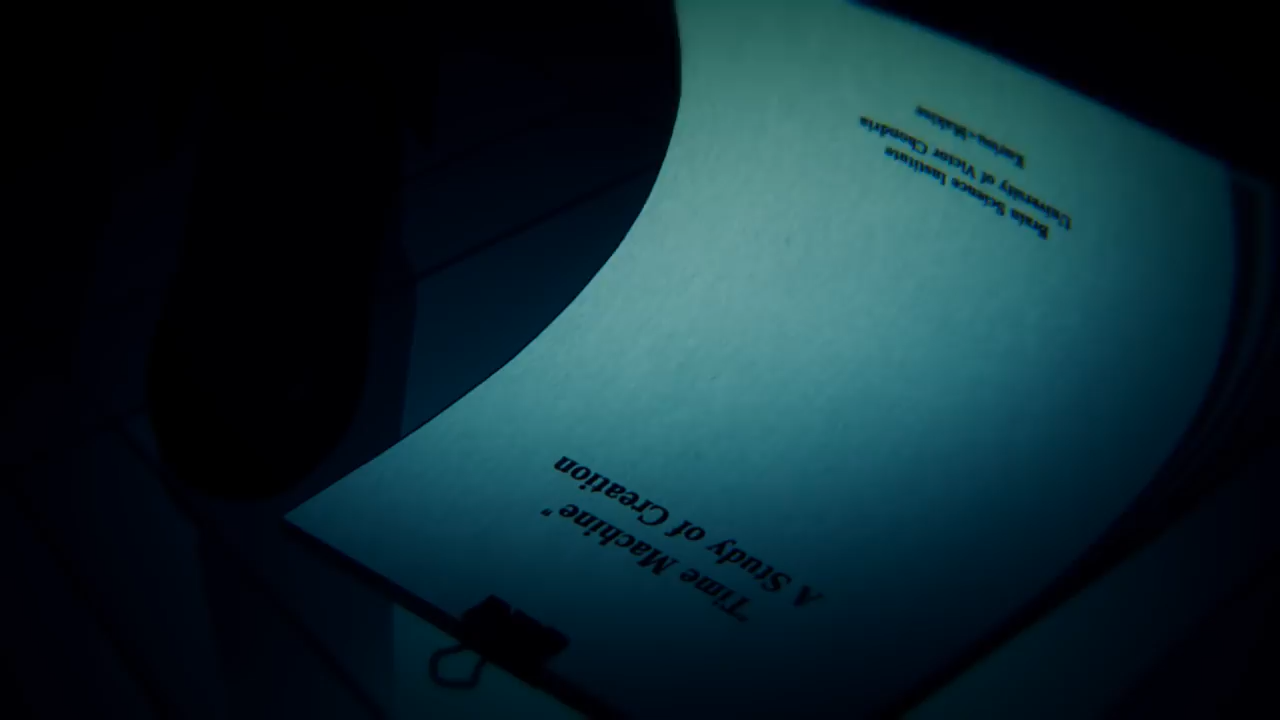 "Time Machine"
A Study of Creation
Brain Science Institute
University of Victor Chondria